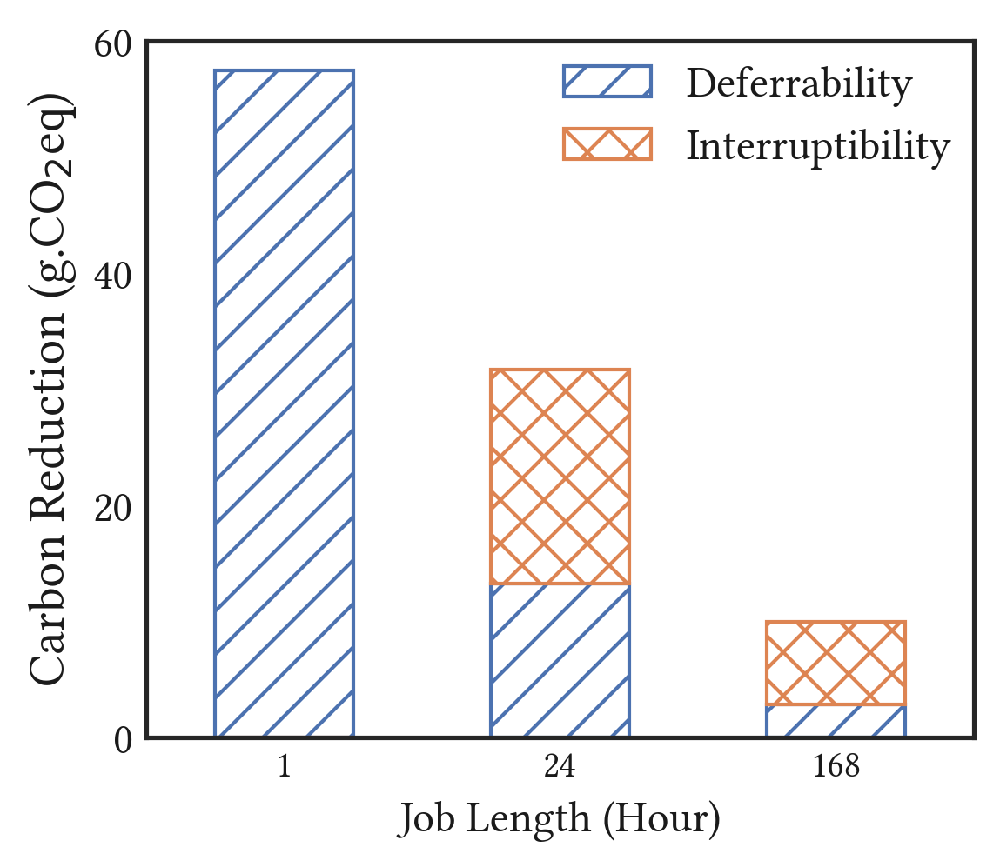 Carbon Reduction (g.CO₂eq)
60
40
20
0
Deferrability
Interruptibility
1 24 168
Job Length (Hour)